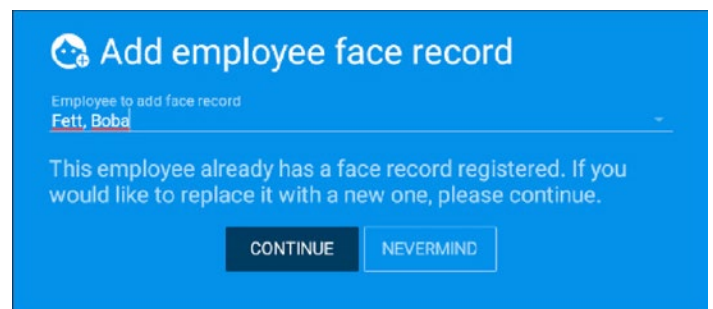 Add employee face record
Employee to add face record
Fett, Boba
This employee already has a face record registered. If you
would like to replace it with a new one, please continue.
CONTINUE NEVERMIND